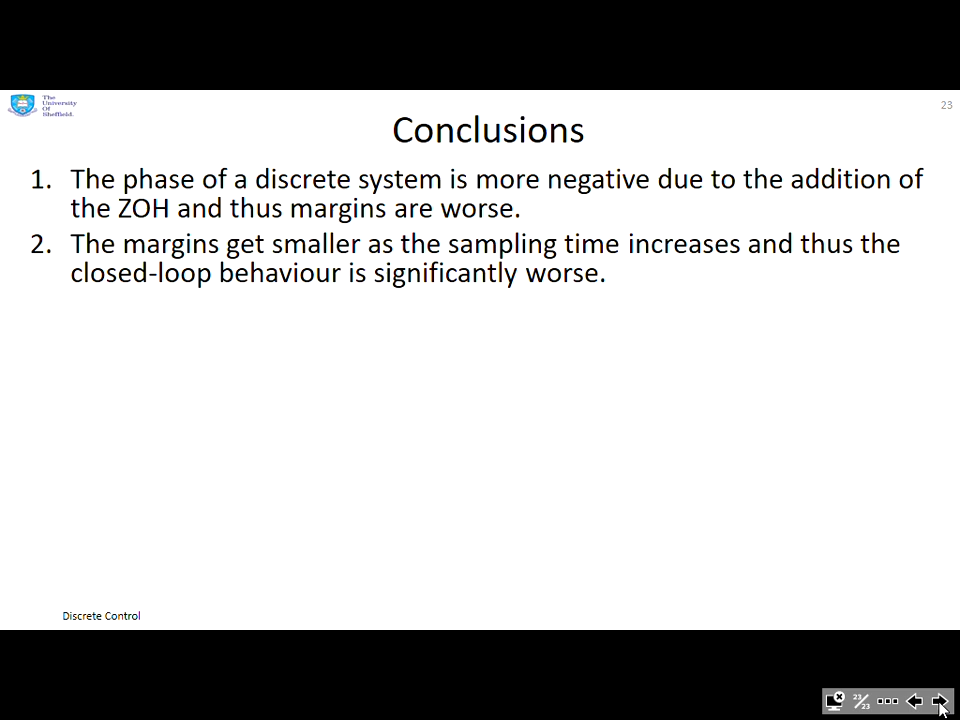 The
University
Of
Sheffield.
23
Conclusions
1. The phase of a discrete system is more negative due to the addition of
the ZOH and thus margins are worse.
2. The margins get smaller as the sampling time increases and thus the
closed-loop behaviour is significantly worse.
Discrete Control
23/23